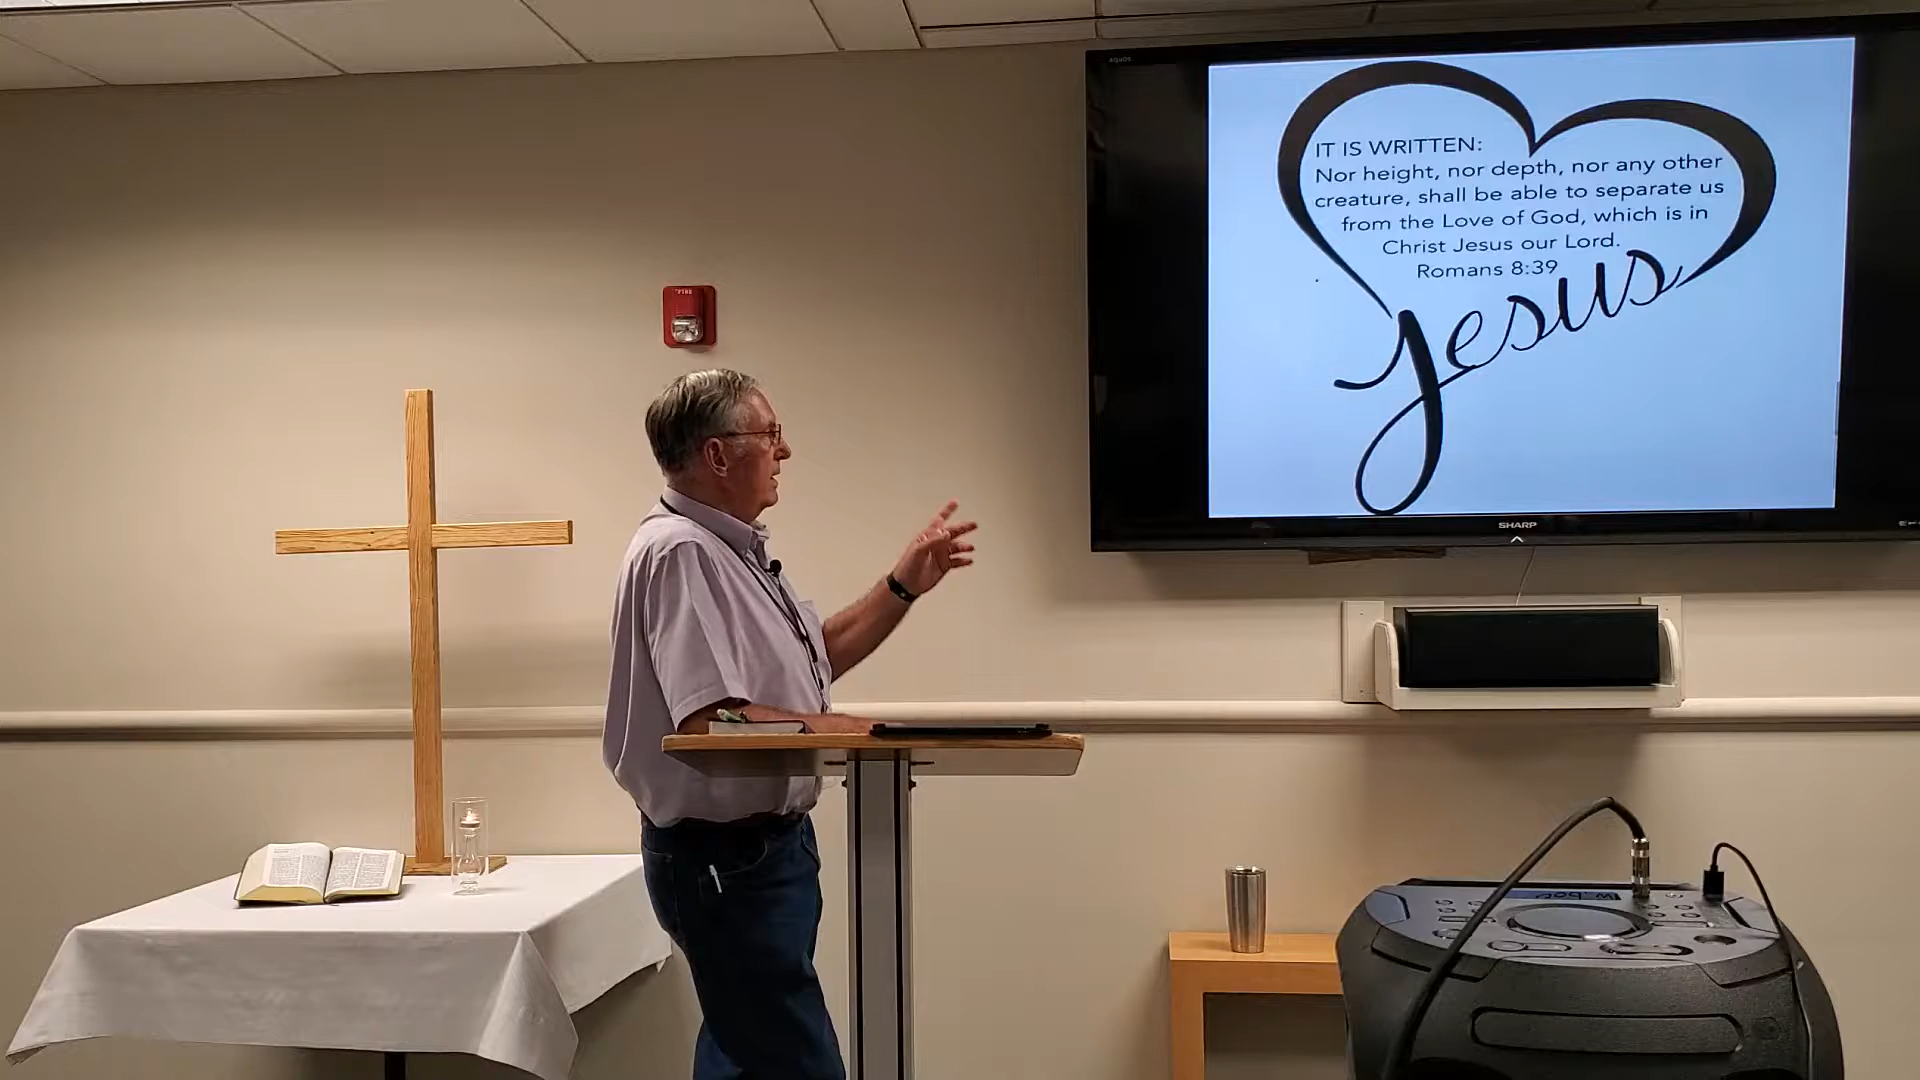 AQUOS
IT IS WRITTEN:
Nor height, nor depth, nor any other
creature, shall be able to separate us
from the Love of God, which is in
Christ Jesus our Lord.
Romans 8:39
Jesus
SHARP
FIRE